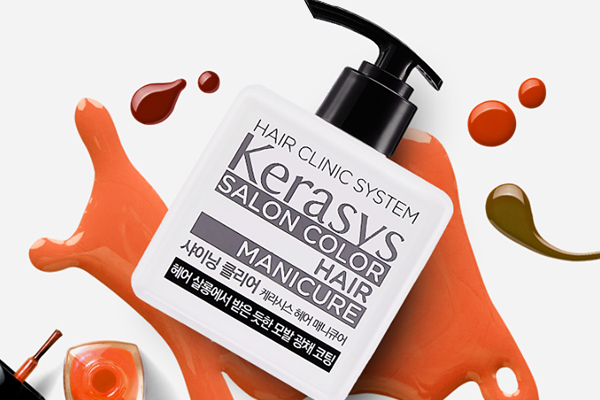 HAIR CLINIC SYSTEM
Kerasys
SALON COLOR
HAIR
MANICURE
샤이닝 클리어 케라시스 헤어 매니큐어
헤어 살롱에서 받은 듯한 모발 광채 코팅